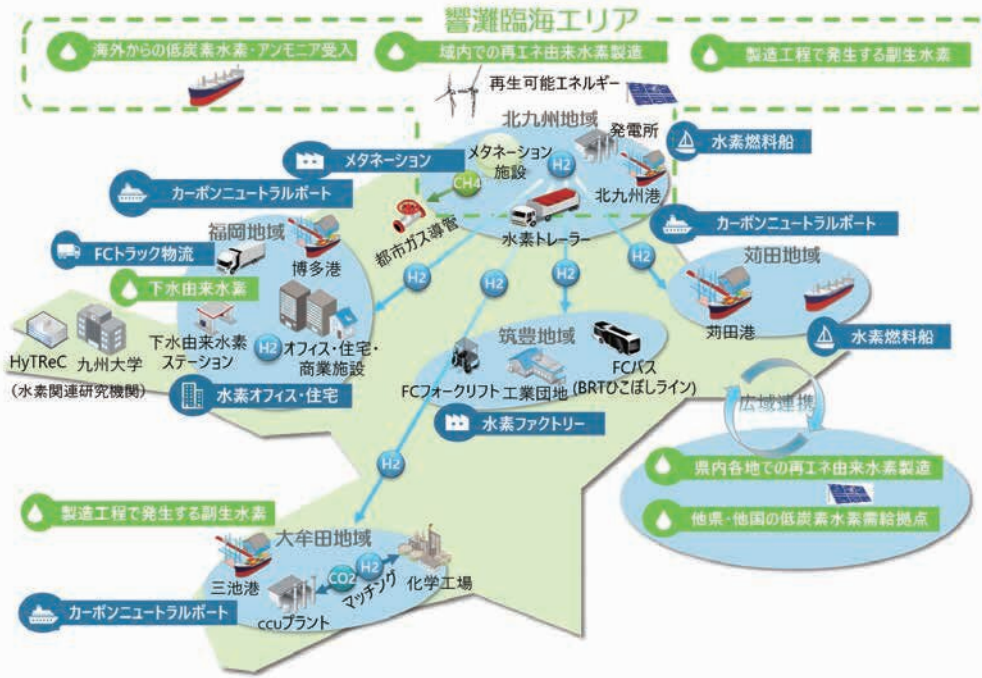 響灘臨海エリア
海外からの低炭素水素・アンモニア受入
域内での再エネ由来水素製造
製造工程で発生する副生水素
再生可能エネルギー
北九州地域
発電所
水素燃料船
メタネーション
メタネーション
施設
H2
CH4
北九州港
カーボンニュートラルポート
都市ガス導管
水素トレーラー
カーボンニュートラルポート
福岡地域
FCトラック物流
博多港
H2
H2
H2
H2
苅田地域
下水由来水素
苅田港
HyTReC
九州大学
(水素関連研究機関)
下水由来水素
ステーション
H2
オフィス・住宅・
商業施設
筑豊地域
FCフォークリフト
工業団地
FCバス
(BRTひこぼしライン)
水素燃料船
水素オフィス・住宅
水素ファクトリー
広域連携
H2
県内各地での再エネ由来水素製造
他県・他国の低炭素水素需給拠点
製造工程で発生する副生水素
大牟田地域
三池港
CO2
H2
マッチング
化学工場
ccuプラント
カーボンニュートラルポート